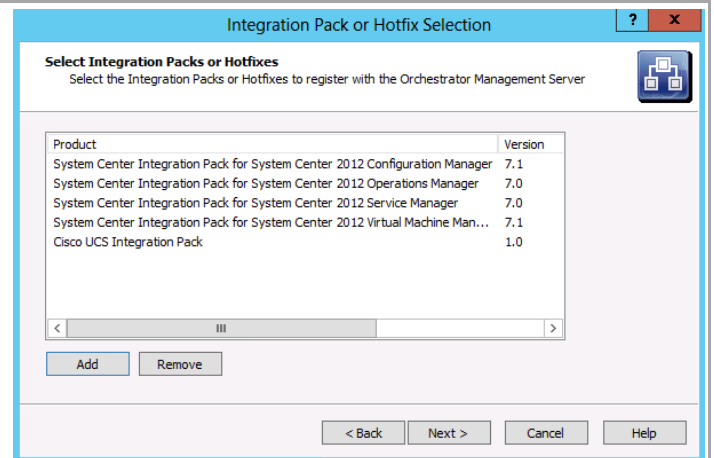 Integration Pack or Hotfix Selection
? x
Select Integration Packs or Hotfixes
Select the Integration Packs or Hotfixes to register with the Orchestrator Management Server
Product Version
System Center Integration Pack for System Center 2012 Configuration Manager 7.1
System Center Integration Pack for System Center 2012 Operations Manager 7.0
System Center Integration Pack for System Center 2012 Service Manager 7.0
System Center Integration Pack for System Center 2012 Virtual Machine Man... 7.1
Cisco UCS Integration Pack 1.0
Add Remove
< Back Next > Cancel Help